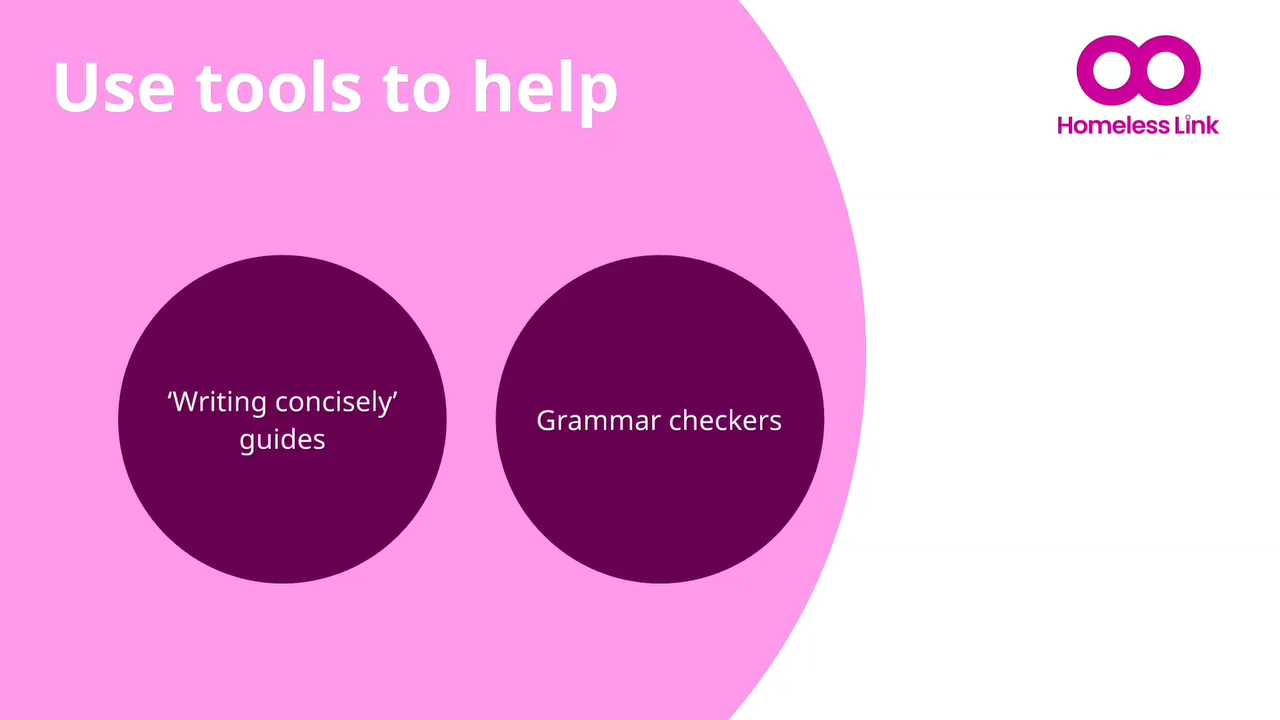 Use tools to help
Homeless Link
‘Writing concisely’
guides
Grammar checkers